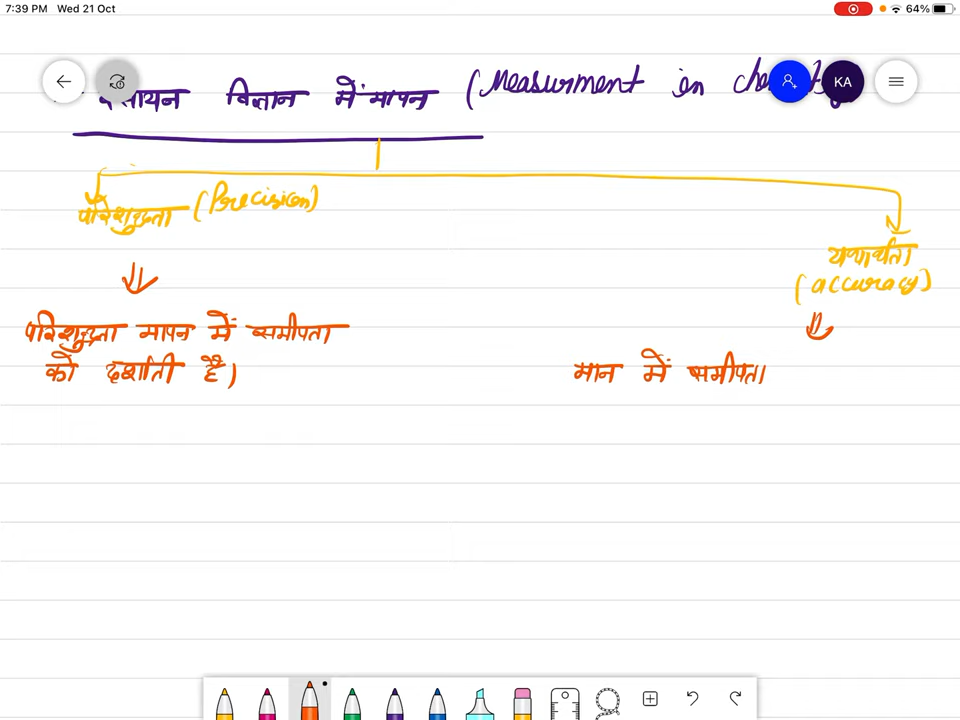 7:39 PM Wed 21 Oct
64%
रसायन विज्ञान में मापन (Measurment in
KA
परिशुद्धता (Precision)
यथार्थता
(accuracy)
परिशुद्धता मापन में समीपता
को दर्शाती है।
मान में समीपता